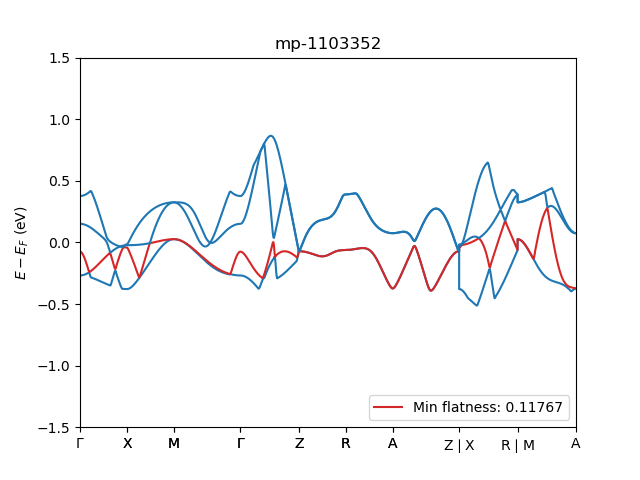 mp-1103352
E − E_F (eV)
1.5
1.0
0.5
0.0
−0.5
−1.0
−1.5
Min flatness: 0.11767
Γ X M Γ Z R A Z | X R | M A